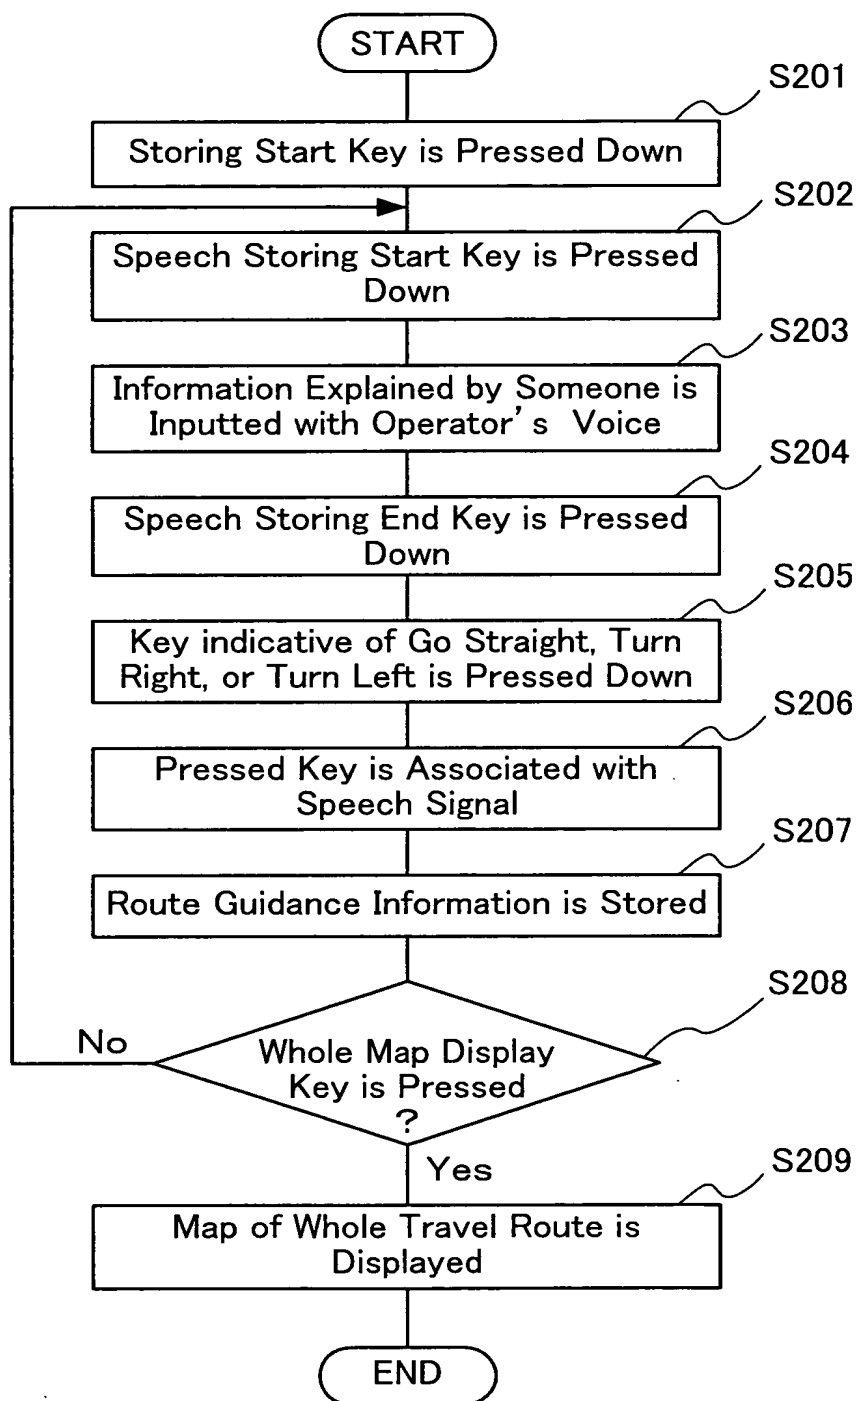 START
S201
Storing Start Key is Pressed Down
S202
Speech Storing Start Key is Pressed
Down
S203
Information Explained by Someone is
Inputted with Operator's Voice
S204
Speech Storing End Key is Pressed
Down
S205
Key indicative of Go Straight, Turn
Right, or Turn Left is Pressed Down
S206
Pressed Key is Associated with
Speech Signal
S207
Route Guidance Information is Stored
S208
No
Whole Map Display
Key is Pressed
?
Yes
S209
Map of Whole Travel Route is
Displayed
END